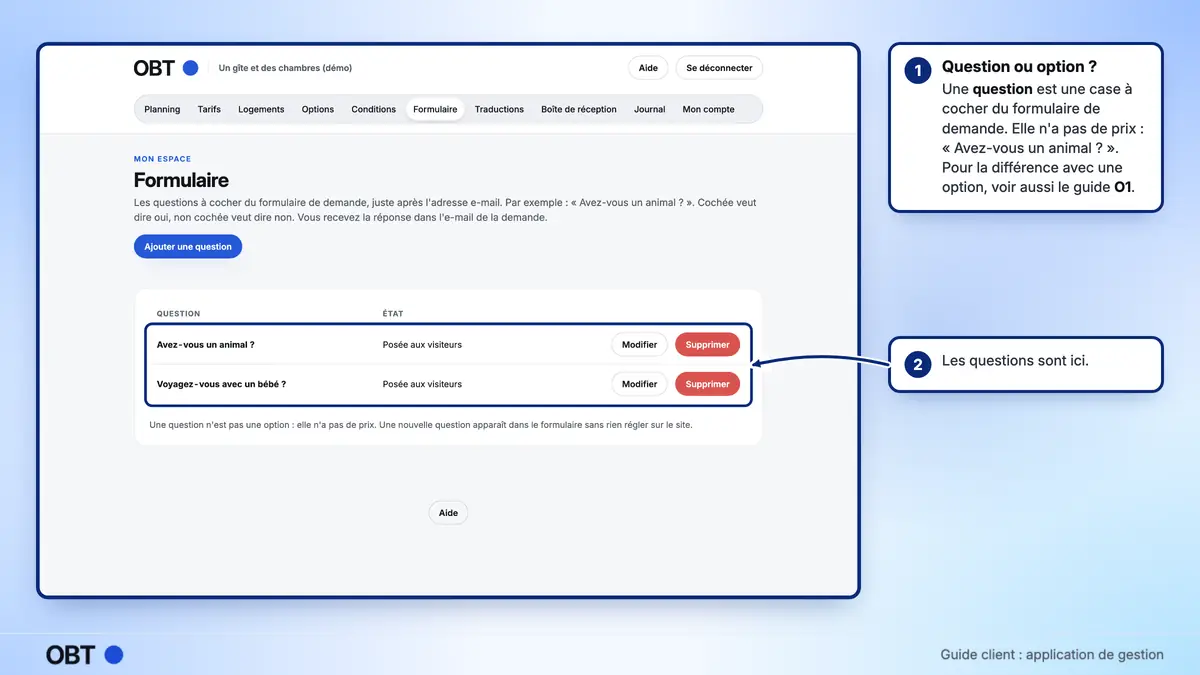 OBT
Un gîte et des chambres (démo)
Aide
Se déconnecter
Planning
Tarifs
Logements
Options
Conditions
Formulaire
Traductions
Boîte de réception
Journal
Mon compte
MON ESPACE
Formulaire
Les questions à cocher du formulaire de demande, juste après l'adresse e-mail. Par exemple : « Avez-vous un animal ? ». Cochée veut
dire oui, non cochée veut dire non. Vous recevez la réponse dans l'e-mail de la demande.
Ajouter une question
QUESTION
ÉTAT
Avez-vous un animal ?
Posée aux visiteurs
Modifier
Supprimer
Voyagez-vous avec un bébé ?
Posée aux visiteurs
Modifier
Supprimer
Une question n'est pas une option : elle n'a pas de prix. Une nouvelle question apparaît dans le formulaire sans rien régler sur le site.
Aide
1
Question ou option ?
Une question est une case à
cocher du formulaire de
demande. Elle n'a pas de prix :
« Avez-vous un animal ? ».
Pour la différence avec une
option, voir aussi le guide O1.
2
Les questions sont ici.
OBT
Guide client : application de gestion